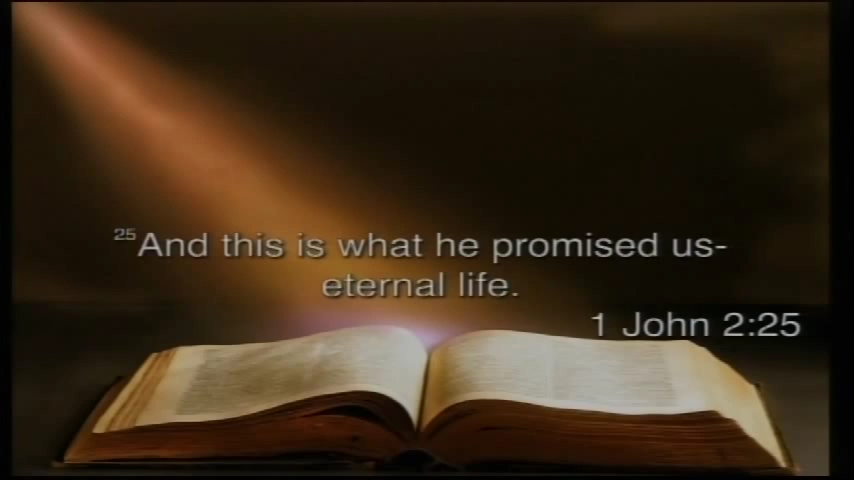 25And this is what he promised us-
eternal life.
1 John 2:25